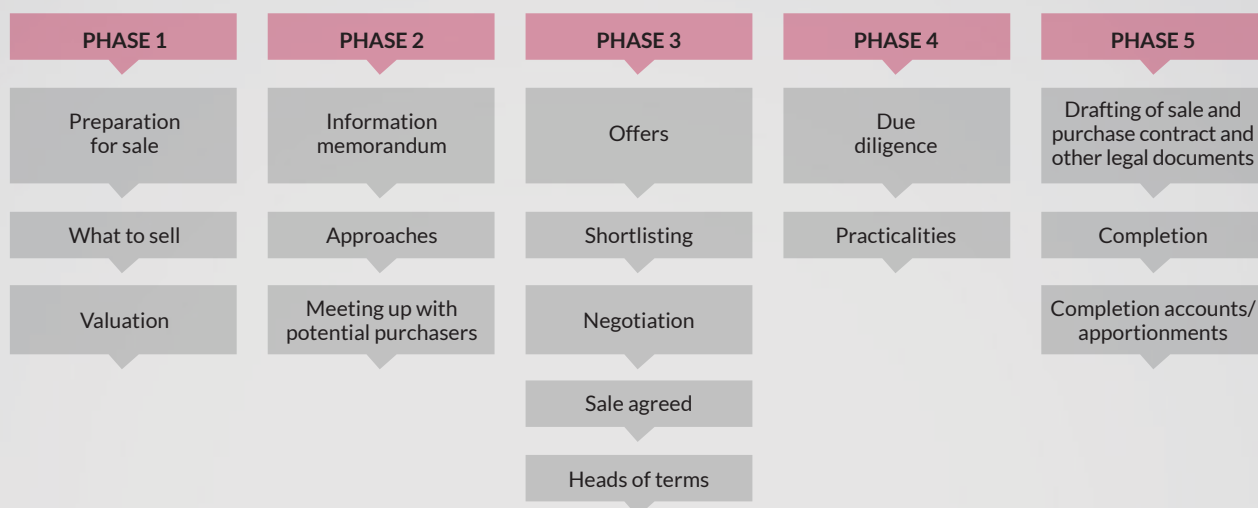 PHASE 1
Preparation
for sale
What to sell
Valuation
PHASE 2
Information
memorandum
Approaches
Meeting up with
potential purchasers
PHASE 3
Offers
Shortlisting
Negotiation
Sale agreed
Heads of terms
PHASE 4
Due
diligence
Practicalities
PHASE 5
Drafting of sale and
purchase contract and
other legal documents
Completion
Completion accounts/
apportionments